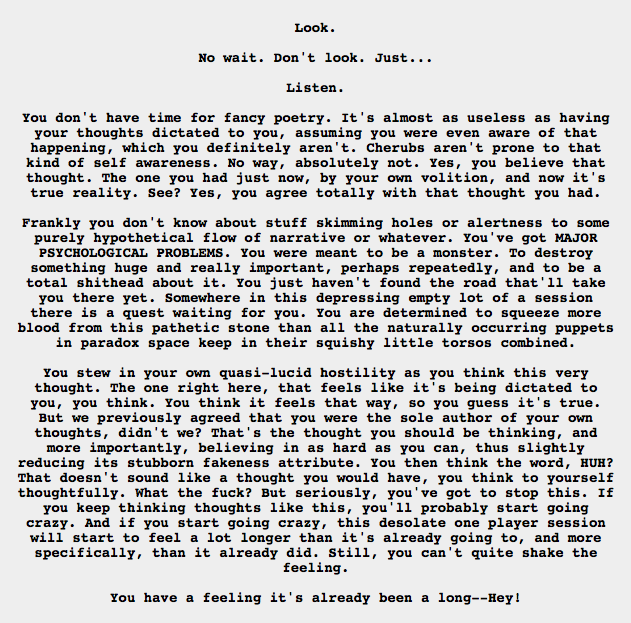 Look.
No wait. Don't look. Just...
Listen.
You don't have time for fancy poetry. It's almost as useless as having
your thoughts dictated to you, assuming you were even aware of that
happening, which you definitely aren't. Cherubs aren't prone to that
kind of self awareness. No way, absolutely not. Yes, you believe that
thought. The one you had just now, by your own volition, and now it's
true reality. See? Yes, you agree totally with that thought you had.
Frankly you don't know about stuff skimming holes or alertness to some
purely hypothetical flow of narrative or whatever. You've got MAJOR
PSYCHOLOGICAL PROBLEMS. You were meant to be a monster. To destroy
something huge and really important, perhaps repeatedly, and to be a
total shithead about it. You just haven't found the road that'll take
you there yet. Somewhere in this depressing empty lot of a session
there is a quest waiting for you. You are determined to squeeze more
blood from this pathetic stone than all the naturally occurring puppets
in paradox space keep in their squishy little torsos combined.
You stew in your own quasi-lucid hostility as you think this very
thought. The one right here, that feels like it's being dictated to
you, you think. You think it feels that way, so you guess it's true.
But we previously agreed that you were the sole author of your own
thoughts, didn't we? That's the thought you should be thinking, and
more importantly, believing in as hard as you can, thus slightly
reducing its stubborn fakeness attribute. You then think the word, HUH?
That doesn't sound like a thought you would have, you think to yourself
thoughtfully. What the fuck? But seriously, you've got to stop this. If
you keep thinking thoughts like this, you'll probably start going
crazy. And if you start going crazy, this desolate one player session
will start to feel a lot longer than it's already going to, and more
specifically, than it already did. Still, you can't quite shake the
feeling.
You have a feeling it's already been a long--Hey!